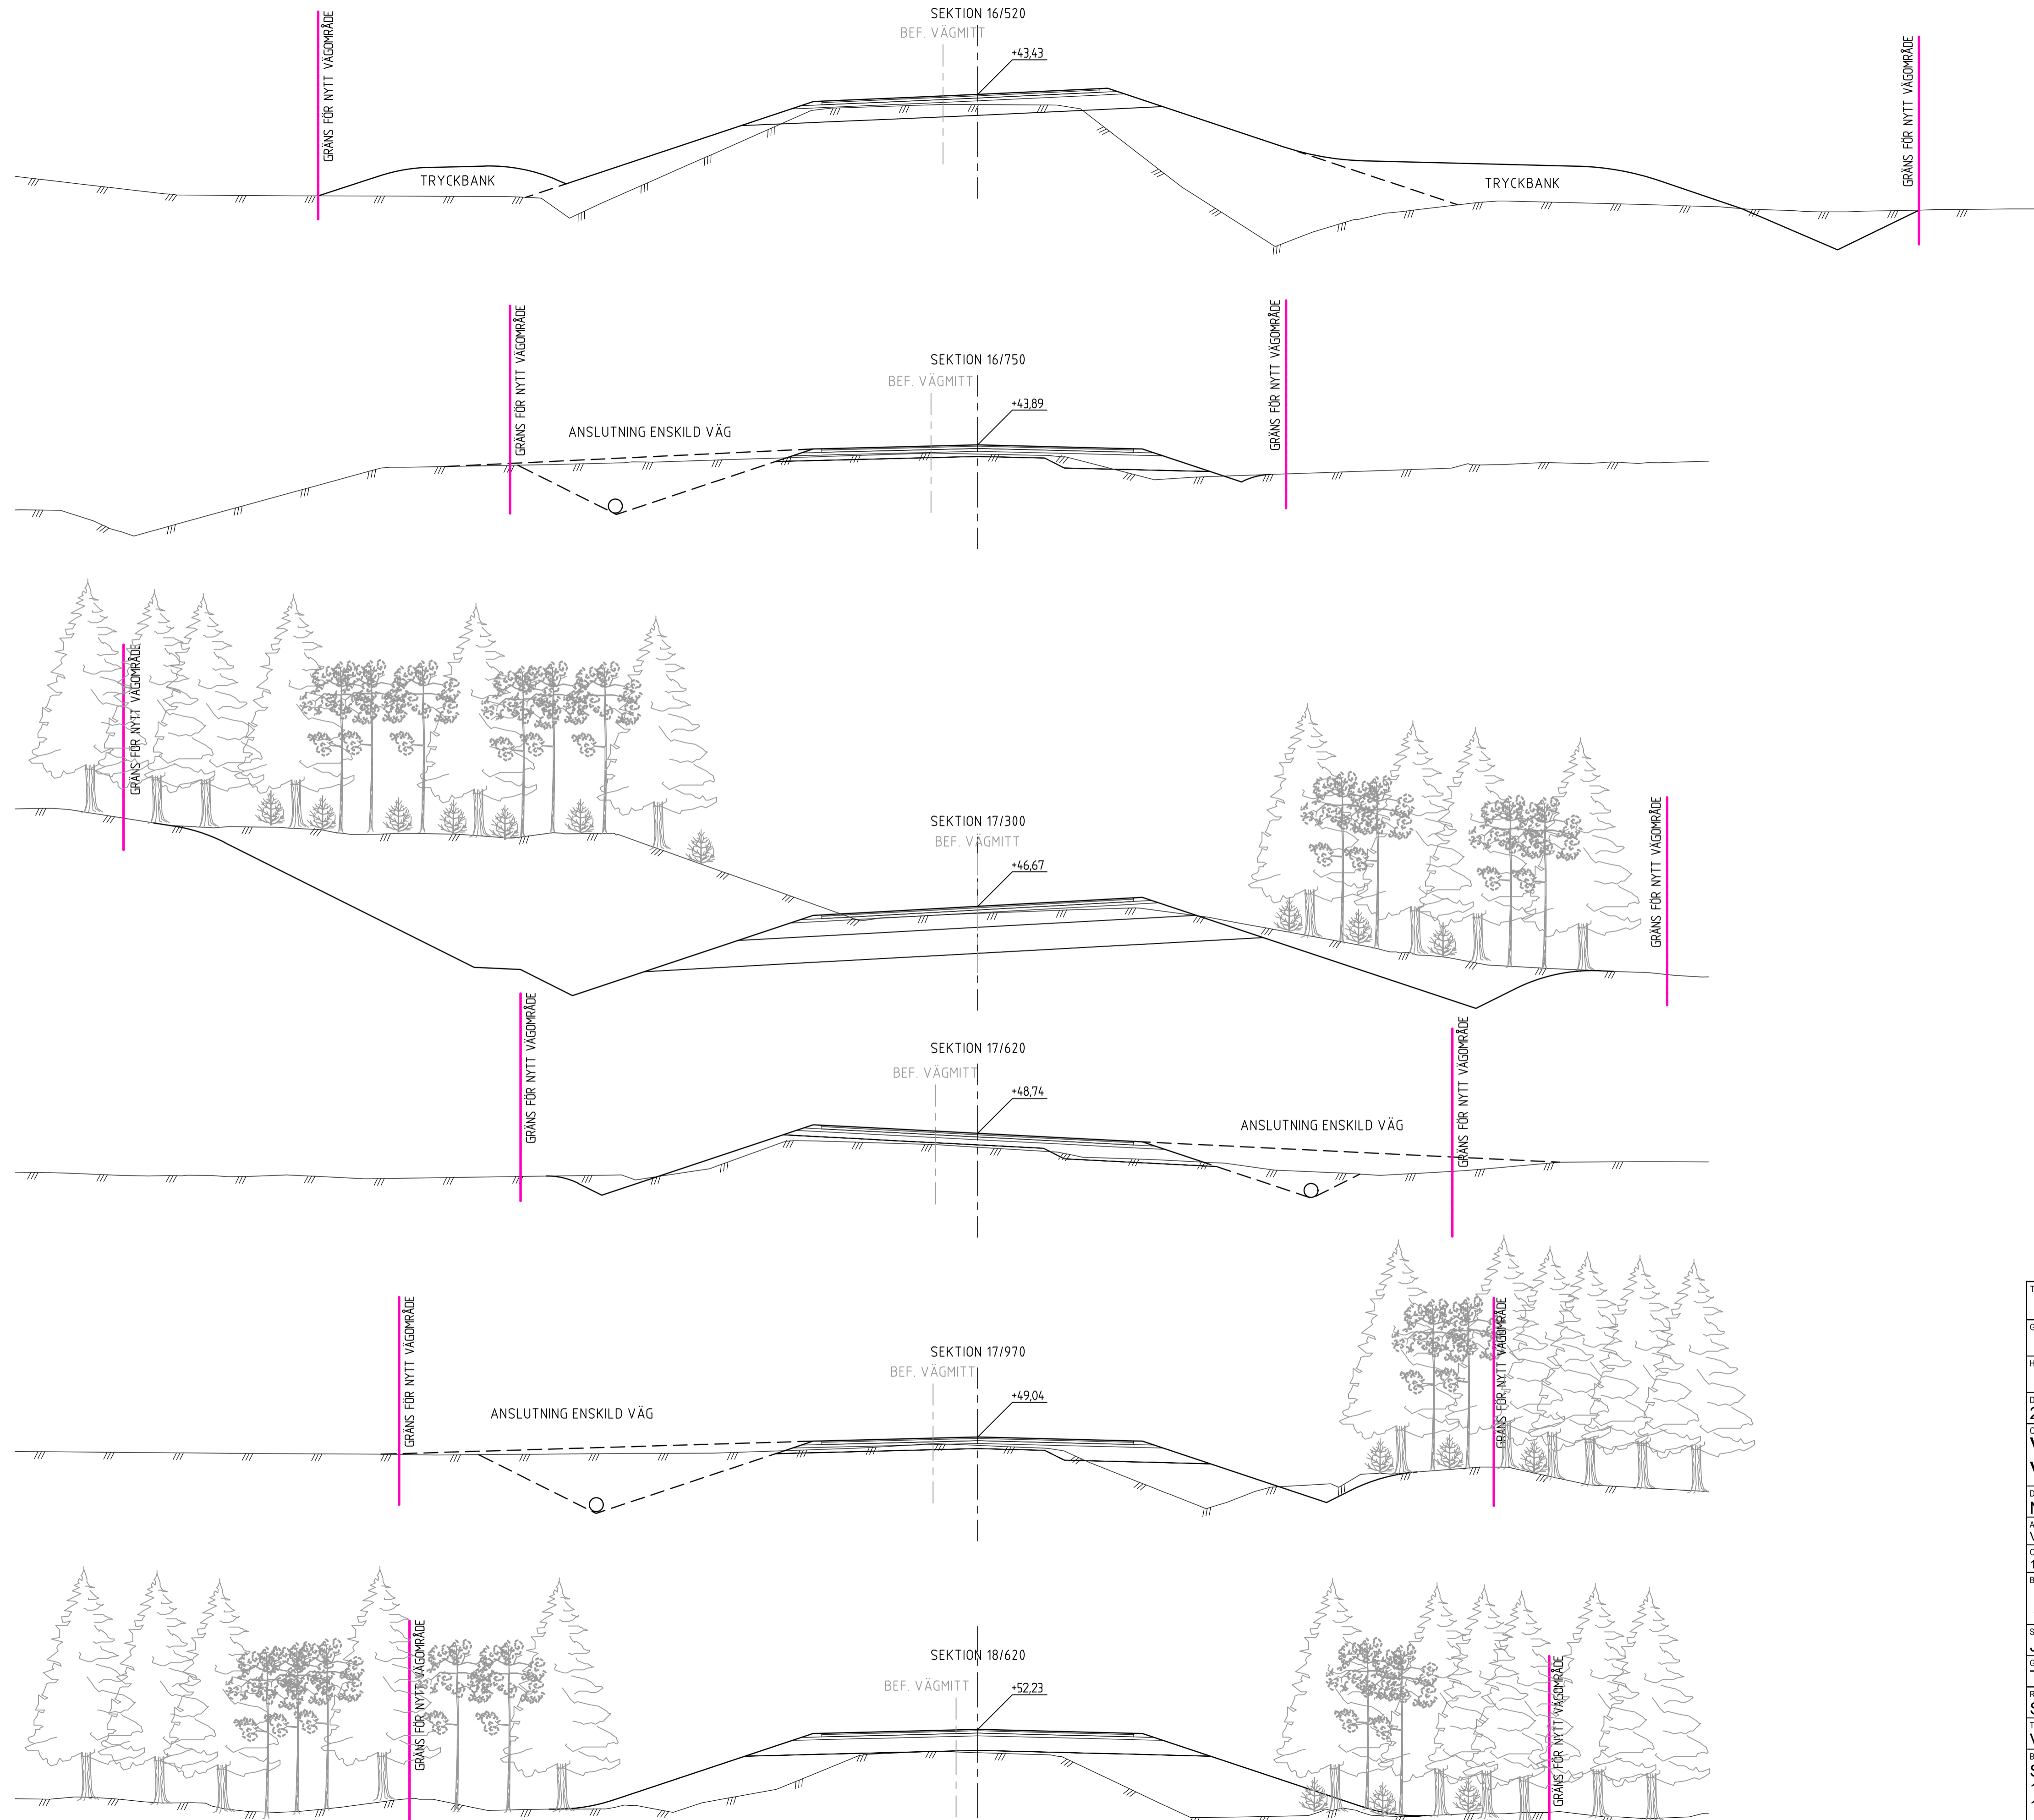 SEKTION 16/520
BEF. VÄGMITT
+43,43
GRÄNS FÖR NYTT VÄGOMRÅDE
GRÄNS FÖR NYTT VÄGOMRÅDE
TRYCKBANK
TRYCKBANK
SEKTION 16/750
BEF. VÄGMITT
+43,89
GRÄNS FÖR NYTT VÄGOMRÅDE
GRÄNS FÖR NYTT VÄGOMRÅDE
ANSLUTNING ENSKILD VÄG
GRÄNS FÖR NYTT VÄGOMRÅDE
SEKTION 17/300
BEF. VÄGMITT
+46,67
GRÄNS FÖR NYTT VÄGOMRÅDE
GRÄNS FÖR NYTT VÄGOMRÅDE
SEKTION 17/620
BEF. VÄGMITT
+48,74
GRÄNS FÖR NYTT VÄGOMRÅDE
ANSLUTNING ENSKILD VÄG
GRÄNS FÖR NYTT VÄGOMRÅDE
SEKTION 17/970
BEF. VÄGMITT
+49,04
GRÄNS FÖR NYTT VÄGOMRÅDE
ANSLUTNING ENSKILD VÄG
GRÄNS FÖR NYTT VÄGOMRÅDE
SEKTION 18/620
BEF. VÄGMITT
+52,23
GRÄNS FÖR NYTT VÄGOMRÅDE